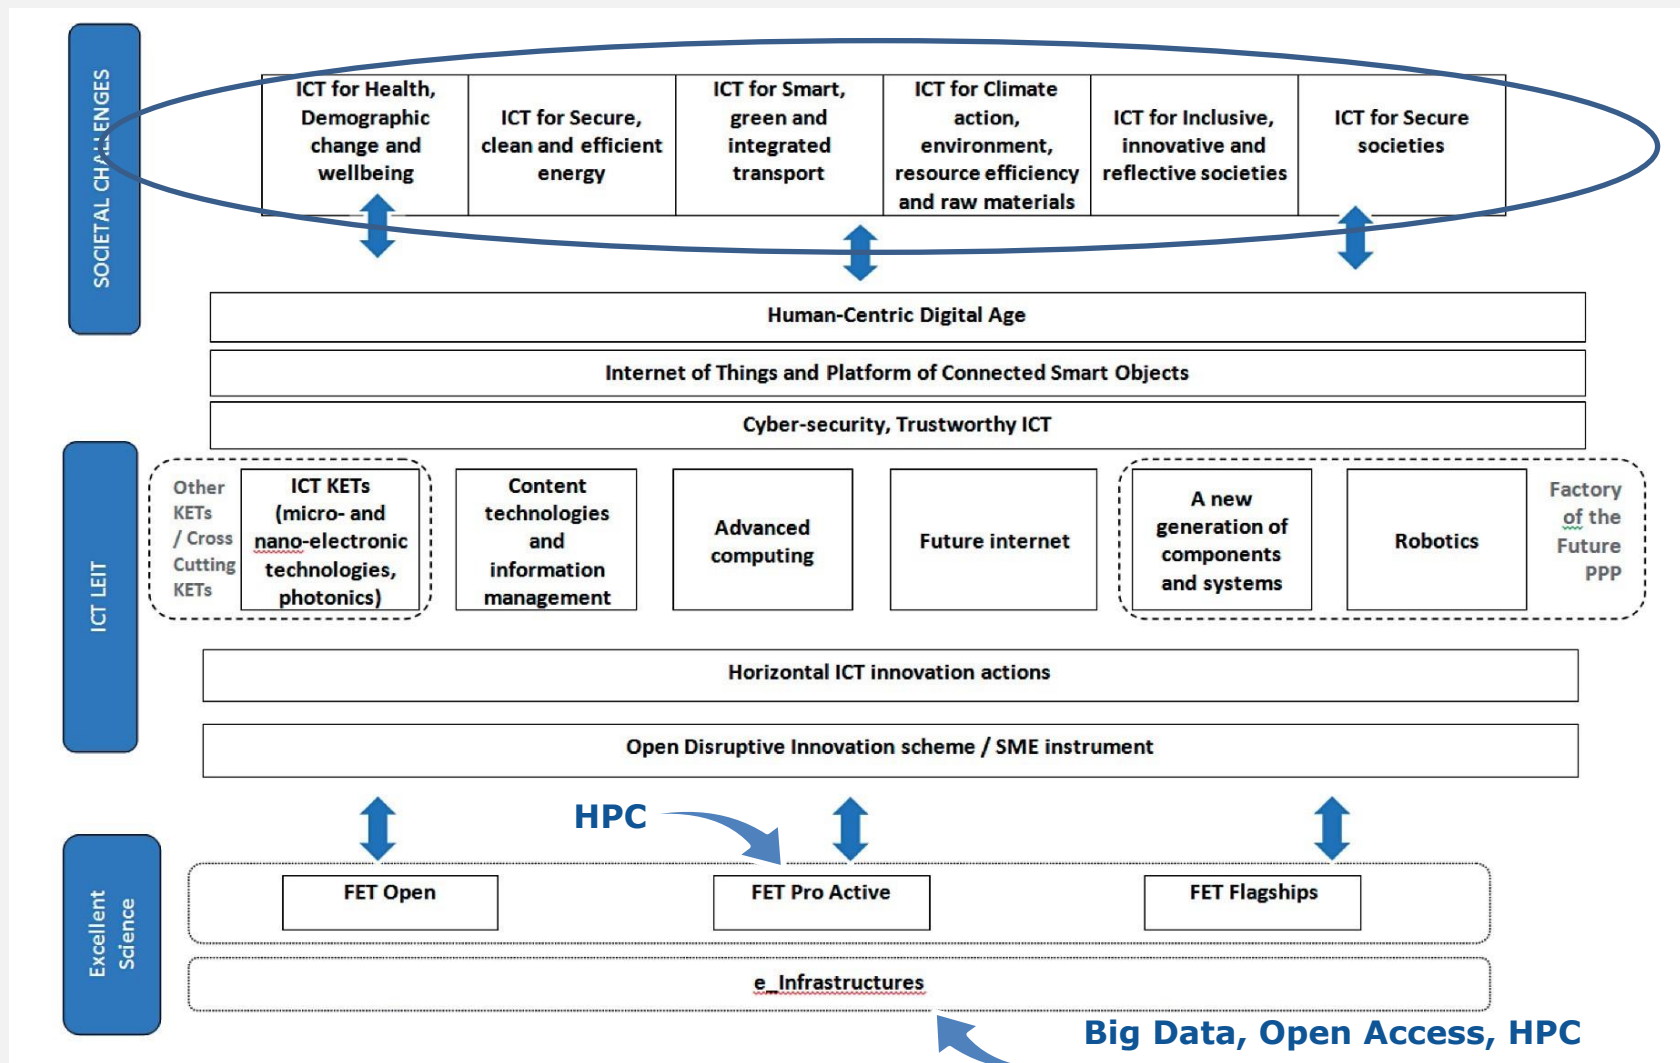 SOCIETAL CHALLENGES
ICT for Health,
Demographic
change and
wellbeing
ICT for Secure,
clean and efficient
energy
ICT for Smart,
green and
integrated
transport
ICT for Climate
action,
environment,
resource efficiency
and raw materials
ICT for Inclusive,
innovative and
reflective societies
ICT for Secure
societies
Human-Centric Digital Age
Internet of Things and Platform of Connected Smart Objects
Cyber-security, Trustworthy ICT
ICT LEIT
Other
KETs
/ Cross
Cutting
KETs
ICT KETs
(micro- and
nano-electronic
technologies,
photonics)
Content
technologies
and
information
management
Advanced
computing
Future internet
A new
generation of
components
and systems
Robotics
Factory
of the
Future
PPP
Horizontal ICT innovation actions
Open Disruptive Innovation scheme / SME instrument
HPC
Excellent
Science
FET Open
FET Pro Active
FET Flagships
e_Infrastructures
Big Data, Open Access, HPC